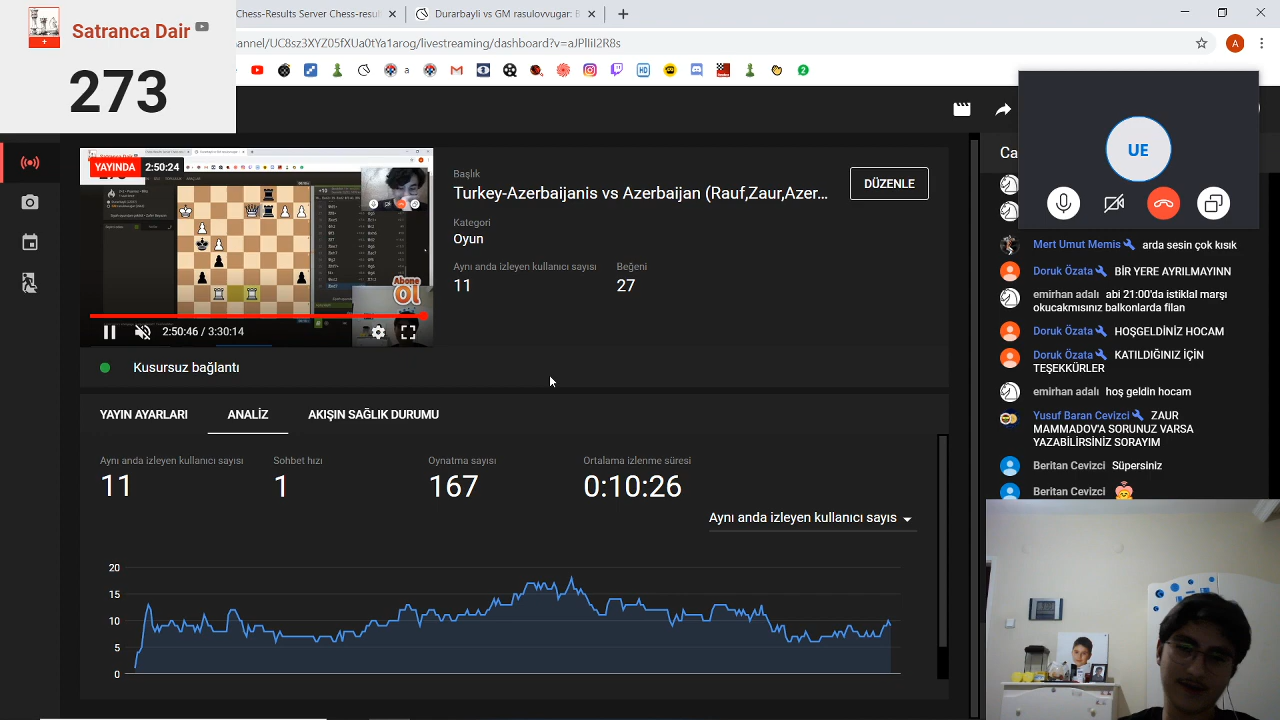 Satranca Dair
273
Chess-Results Server Chess-resul
Durarbayli vs GM rasulovvugar: B
annel/UC8sz3XYZ05fXUa0tYa1arog/livestreaming/dashboard?v=aJPlIiI2R8s
A
a
HD
2
YAYINDA 2:50:24
Abone Ol
2:50:46 / 3:30:14
Başlık
Turkey-Azerbaijanis vs Azerbaijan (Rauf,Zaur,Azer...
DÜZENLE
Kategori
Oyun
Aynı anda izleyen kullanıcı sayısı
Beğeni
11
27
Kusursuz bağlantı
YAYIN AYARLARI
ANALİZ
AKIŞIN SAĞLIK DURUMU
Aynı anda izleyen kullanıcı sayısı
Sohbet hızı
Oynatma sayısı
Ortalama izlenme süresi
11
1
167
0:10:26
Aynı anda izleyen kullanıcı sayıs
20
15
10
5
0
UE
Ca
Mert Umut Memis arda sesin çok kısık
Doruk Özata BİR YERE AYRILMAYIN
emirhan adalı abi 21:00'da istiklal marşı
okucakmısınız balkonlarda filan
Doruk Özata HOŞGELDİNİZ HOCAM
Doruk Özata KATILDIĞINIZ İÇİN
TEŞEKKÜRLER
emirhan adalı hoş geldin hocam
Yusuf Baran Cevizci ZAUR
MAMMADOV'A SORUNUZ VARSA
YAZABİLİRSİNİZ SORAYIM
Beritan Cevizci Süpersiniz
Beritan Cevizci